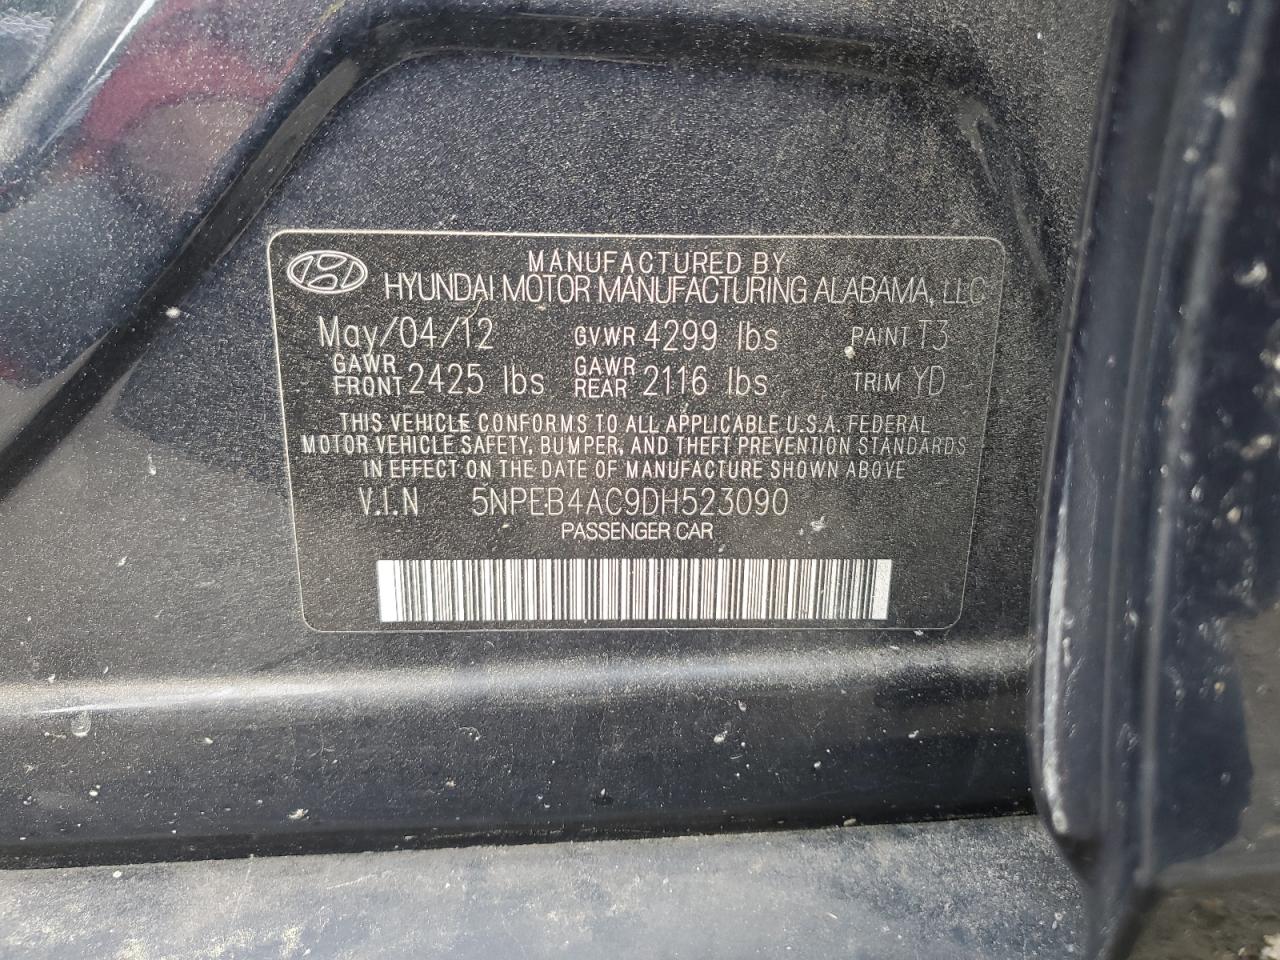 MANUFACTURED BY
HYUNDAI MOTOR MANUFACTURING ALABAMA, LLC
May/04/12 GVWR 4299 lbs PAINT T3
GAWR FRONT 2425 lbs GAWR REAR 2116 lbs TRIM YD
THIS VEHICLE CONFORMS TO ALL APPLICABLE U.S.A. FEDERAL
MOTOR VEHICLE SAFETY, BUMPER, AND THEFT PREVENTION STANDARDS
IN EFFECT ON THE DATE OF MANUFACTURE SHOWN ABOVE
V.I.N 5NPEB4AC9DH523090
PASSENGER CAR